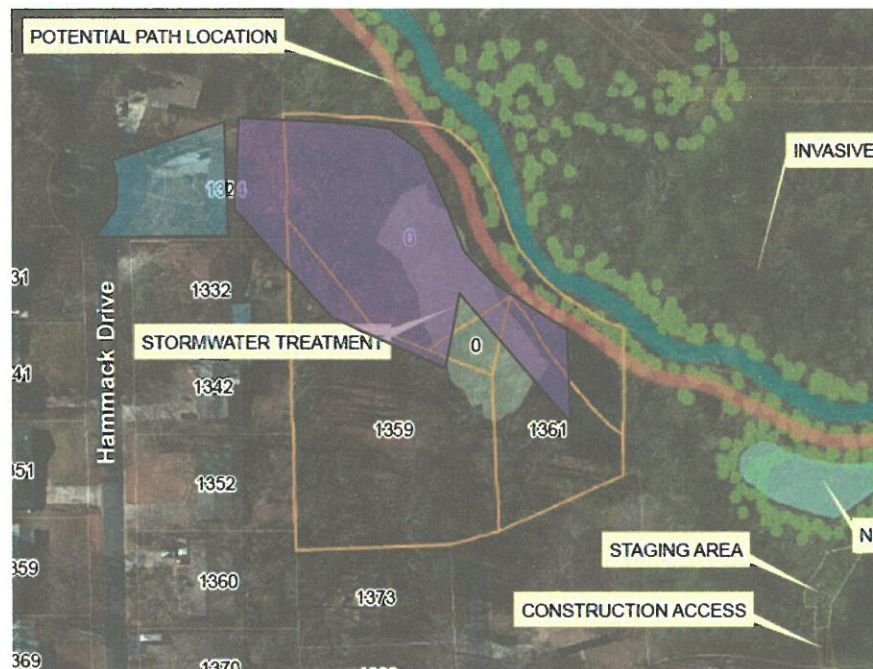 POTENTIAL PATH LOCATION
INVASIVE
1324
0
31
1332
STORMWATER TREATMENT
0
41
1342
Hammack Drive
1359
1361
351
1352
N
STAGING AREA
359
1360
1373
CONSTRUCTION ACCESS
369
1370